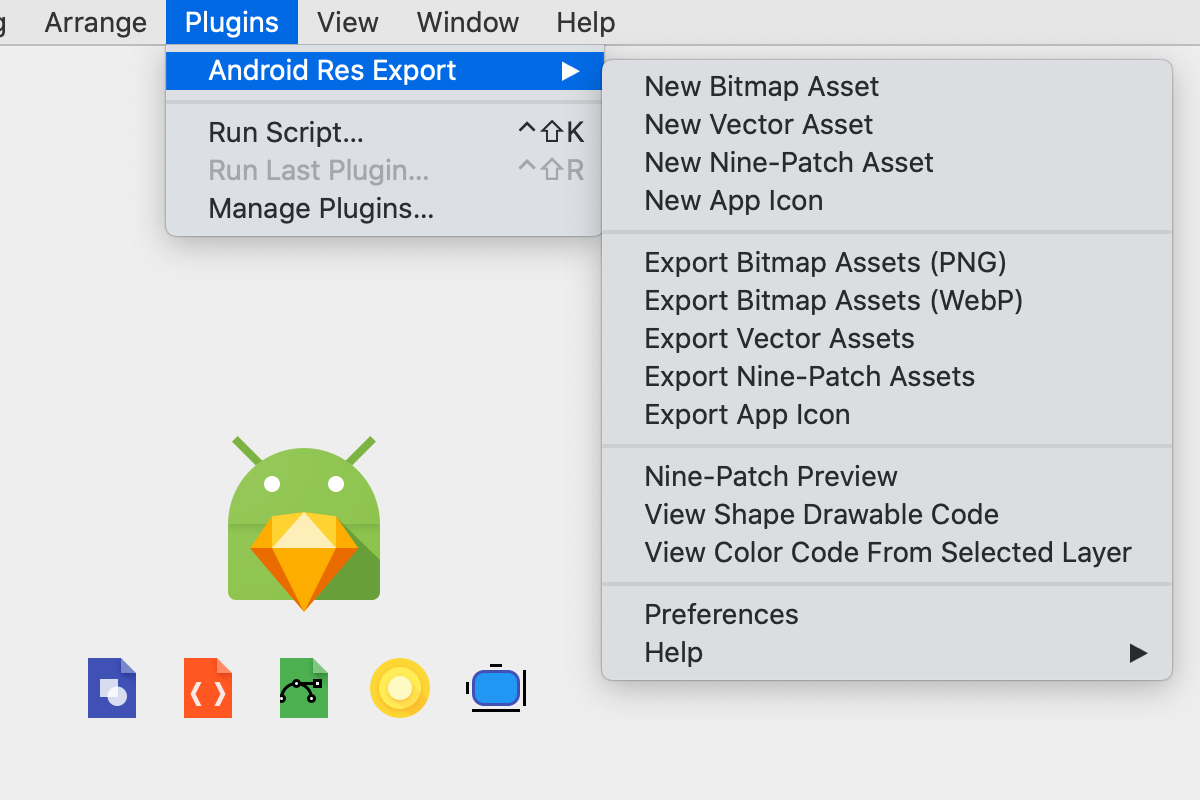 Arrange Plugins View Window Help
Android Res Export ▶
Run Script... ^⇧K
Run Last Plugin... ^⇧R
Manage Plugins...
New Bitmap Asset
New Vector Asset
New Nine-Patch Asset
New App Icon
Export Bitmap Assets (PNG)
Export Bitmap Assets (WebP)
Export Vector Assets
Export Nine-Patch Assets
Export App Icon
Nine-Patch Preview
View Shape Drawable Code
View Color Code From Selected Layer
Preferences
Help ▶